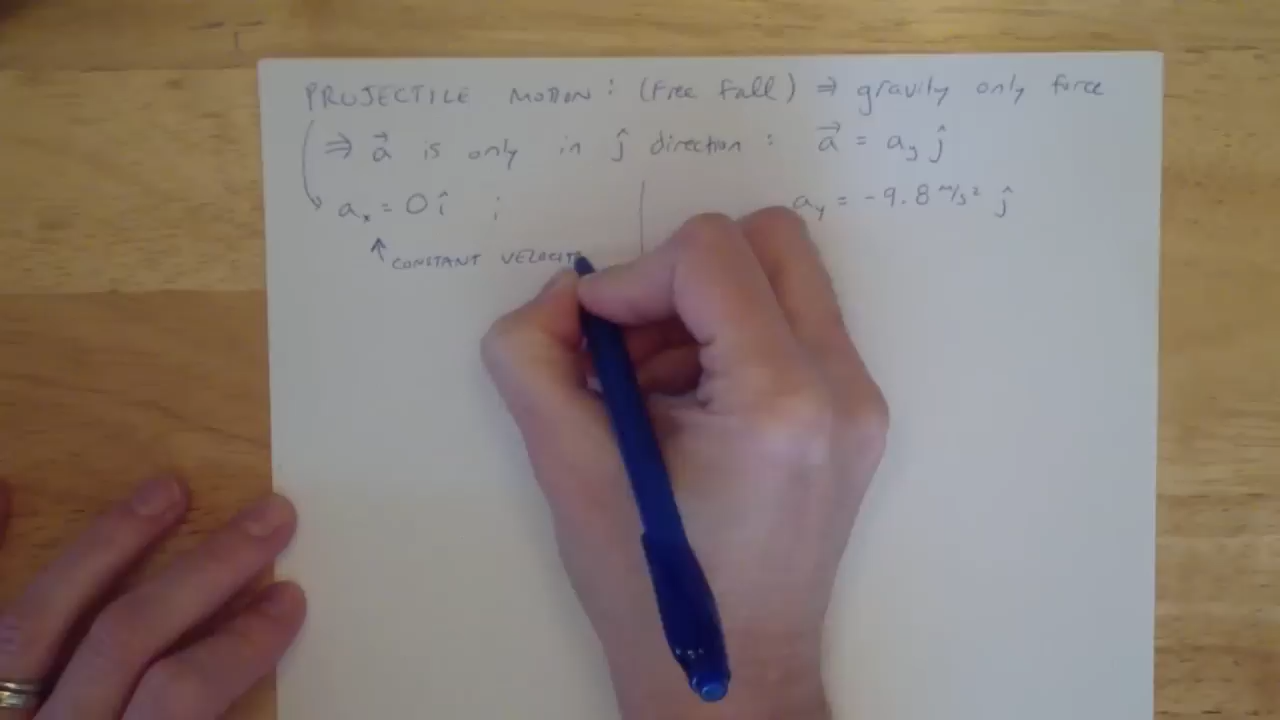 PROJECTILE MOTION: (Free Fall) ⇒ gravity only force
⇒ a⃗ is only in ĵ direction : a⃗ = a_y ĵ
a_x = 0 î ; a_y = -9.8 m/s² ĵ
↑ CONSTANT VELOCIT